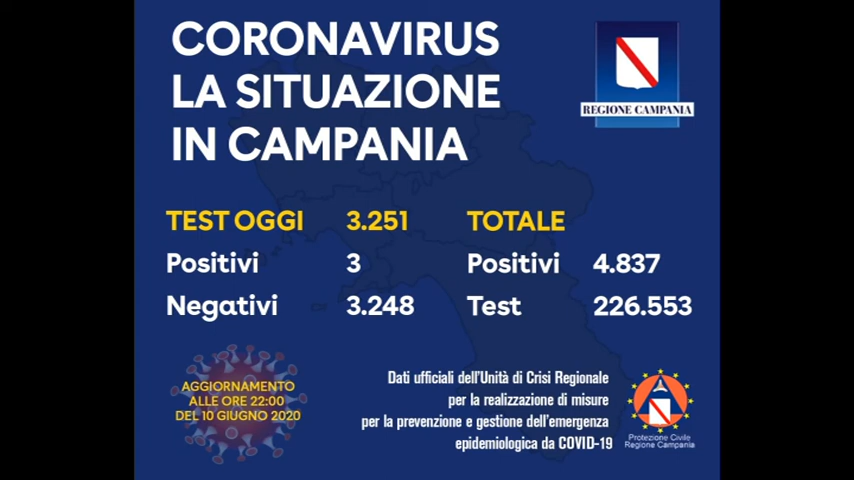 CORONAVIRUS
LA SITUAZIONE
IN CAMPANIA
REGIONE CAMPANIA
TEST OGGI 3.251
Positivi 3
Negativi 3.248
TOTALE
Positivi 4.837
Test 226.553
AGGIORNAMENTO
ALLE ORE 22:00
DEL 10 GIUGNO 2020
Dati ufficiali dell'Unità di Crisi Regionale
per la realizzazione di misure
per la prevenzione e gestione dell'emergenza
epidemiologica da COVID-19
Protezione Civile
Regione Campania